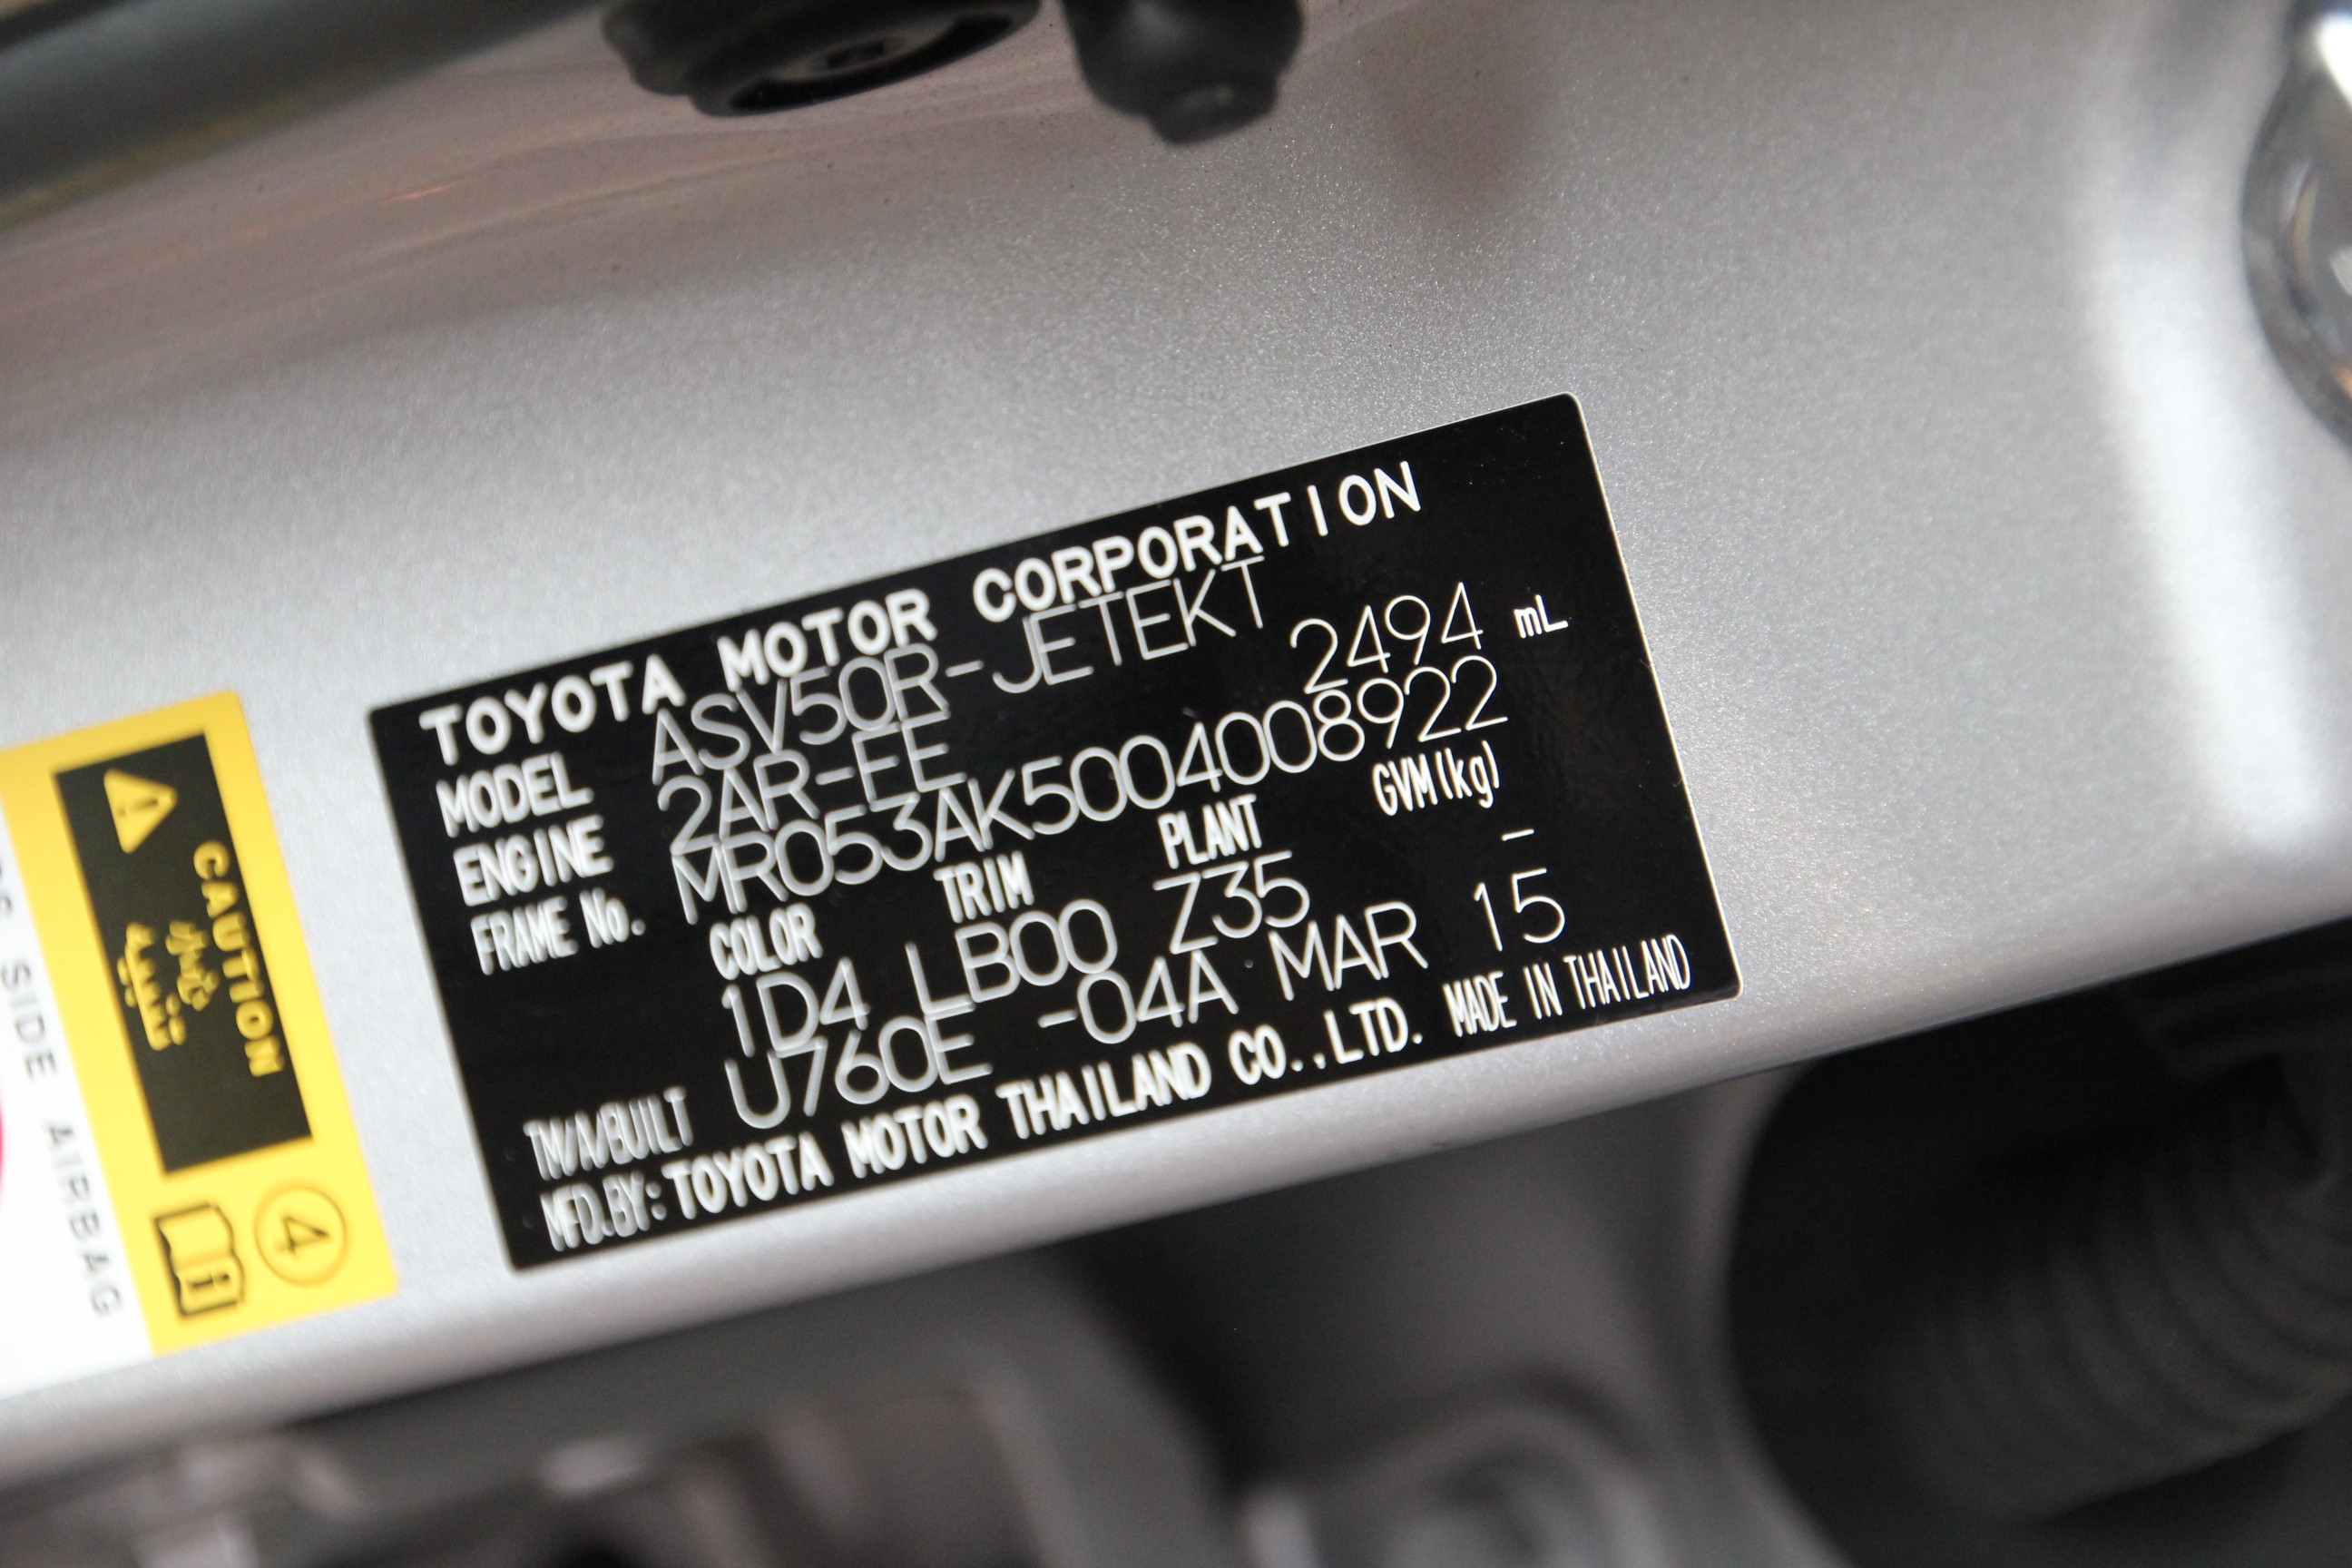 TOYOTA MOTOR CORPORATION
MODEL ASV50R-JETEKT
ENGINE 2AR-FE 2494 mL
FRAME No. MR053AK5004008922
COLOR TRIM PLANT GVM(kg)
1D4 LB00 Z35 -
TM/A/BUILT U760E -04A MAR 15
MFD.BY: TOYOTA MOTOR THAILAND CO.,LTD. MADE IN THAILAND
CAUTION
4
SIDE AIRBAG